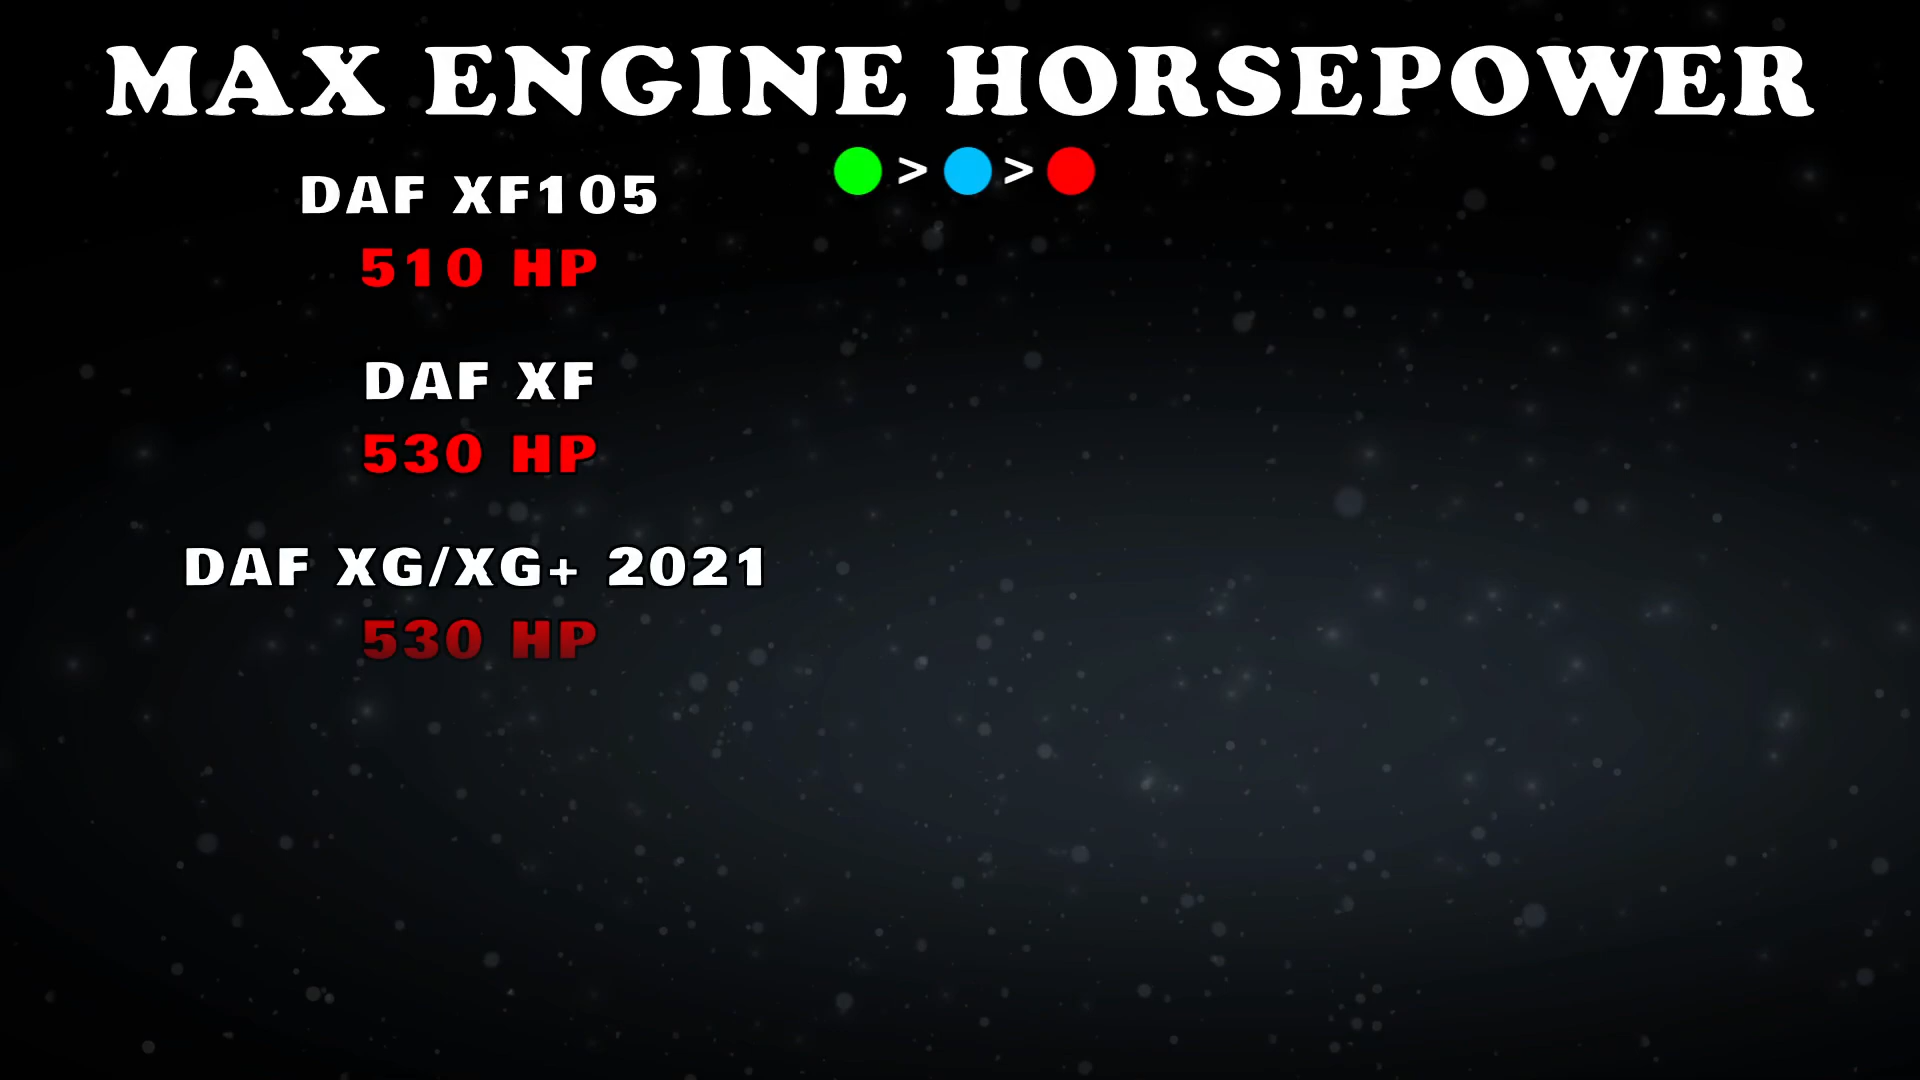 MAX ENGINE HORSEPOWER
> >
DAF XF105
510 HP
DAF XF
530 HP
DAF XG/XG+ 2021
530 HP